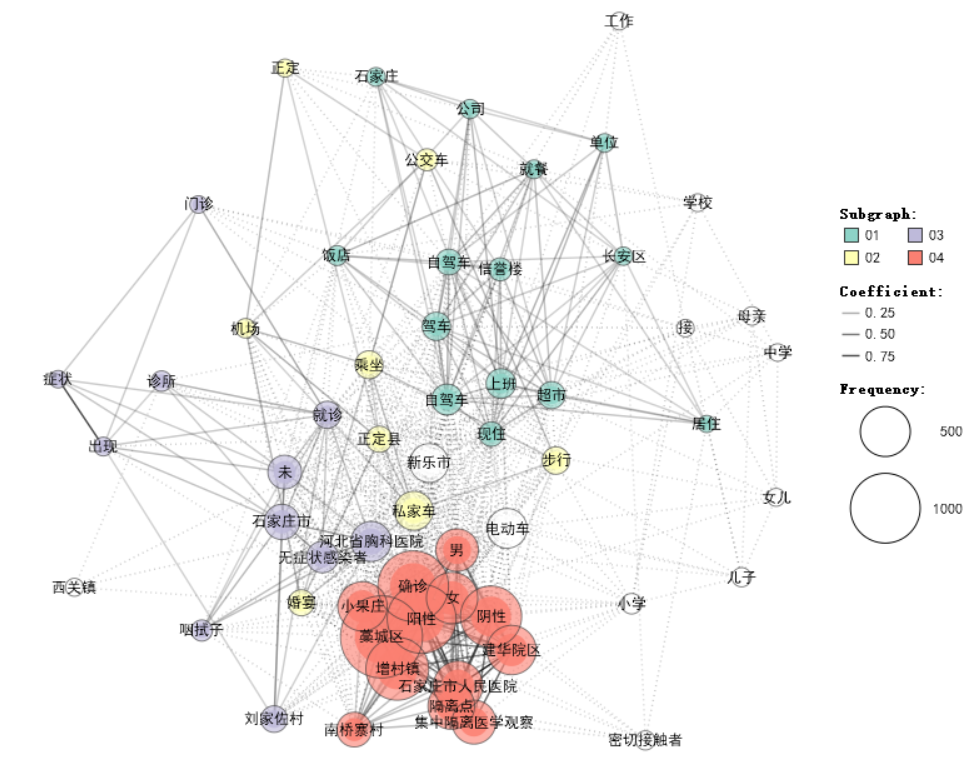 工作
正定
石家庄
公司
单位
公交车
就餐
门诊
学校
饭店
自驾车
信誉楼
长安区
机场
驾车
接
母亲
中学
乘坐
症状
诊所
自驾车
上班
超市
就诊
居住
出现
正定县
现住
新乐市
步行
未
女儿
私家车
石家庄市
电动车
河北省胸科医院
无症状感染者
男
西关镇
确诊
儿子
婚宴
小果庄
女
阳性
阴性
小学
咽拭子
藁城区
建华院区
增村镇
石家庄市人民医院
隔离点
刘家佐村
南桥寨村
集中隔离医学观察
密切接触者
Subgraph:
01 03
02 04
Coefficient:
0.25
0.50
0.75
Frequency:
500
1000